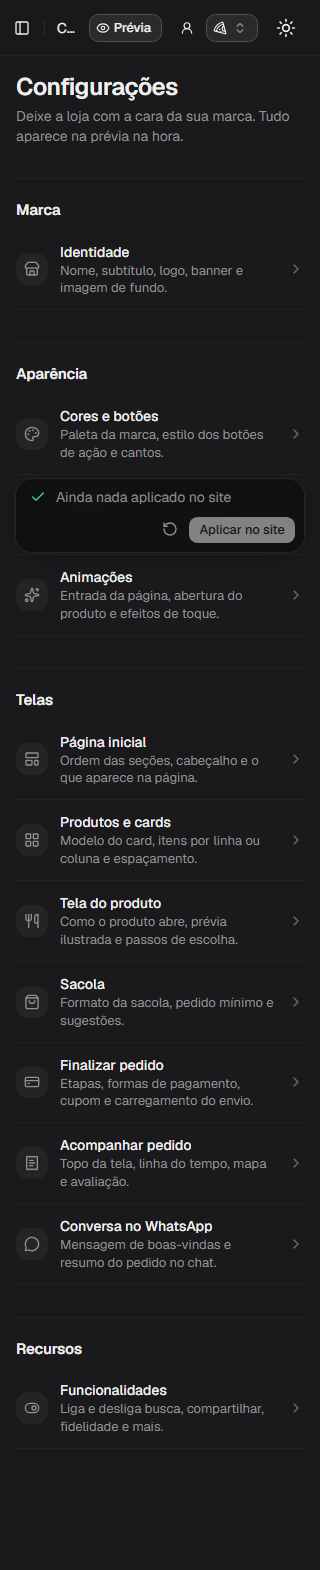 C...
Prévia
Configurações
Deixe a loja com a cara da sua marca. Tudo
aparece na prévia na hora.
Marca
Identidade
Nome, subtítulo, logo, banner e
imagem de fundo.
Aparência
Cores e botões
Paleta da marca, estilo dos botões
de ação e cantos.
Ainda nada aplicado no site
Aplicar no site
Animações
Entrada da página, abertura do
produto e efeitos de toque.
Telas
Página inicial
Ordem das seções, cabeçalho e o
que aparece na página.
Produtos e cards
Modelo do card, itens por linha ou
coluna e espaçamento.
Tela do produto
Como o produto abre, prévia
ilustrada e passos de escolha.
Sacola
Formato da sacola, pedido mínimo e
sugestões.
Finalizar pedido
Etapas, formas de pagamento,
cupom e carregamento do envio.
Acompanhar pedido
Topo da tela, linha do tempo, mapa
e avaliação.
Conversa no WhatsApp
Mensagem de boas-vindas e
resumo do pedido no chat.
Recursos
Funcionalidades
Liga e desliga busca, compartilhar,
fidelidade e mais.